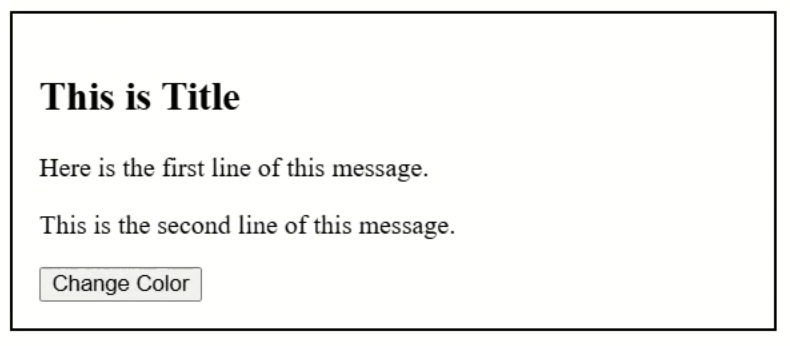 This is Title
Here is the first line of this message.
This is the second line of this message.
Change Color